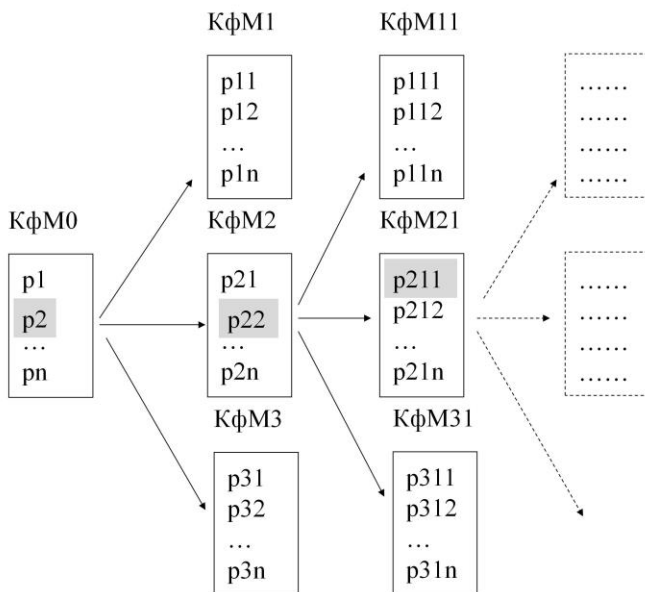 КфМ0
p1
p2
…
pn
КфМ1
p11
p12
…
p1n
КфМ2
p21
p22
…
p2n
КфМ3
p31
p32
…
p3n
КфМ11
p111
p112
…
p11n
КфМ21
p211
p212
…
p21n
КфМ31
p311
p312
…
p31n
……
……
……
……
……
……
……
……